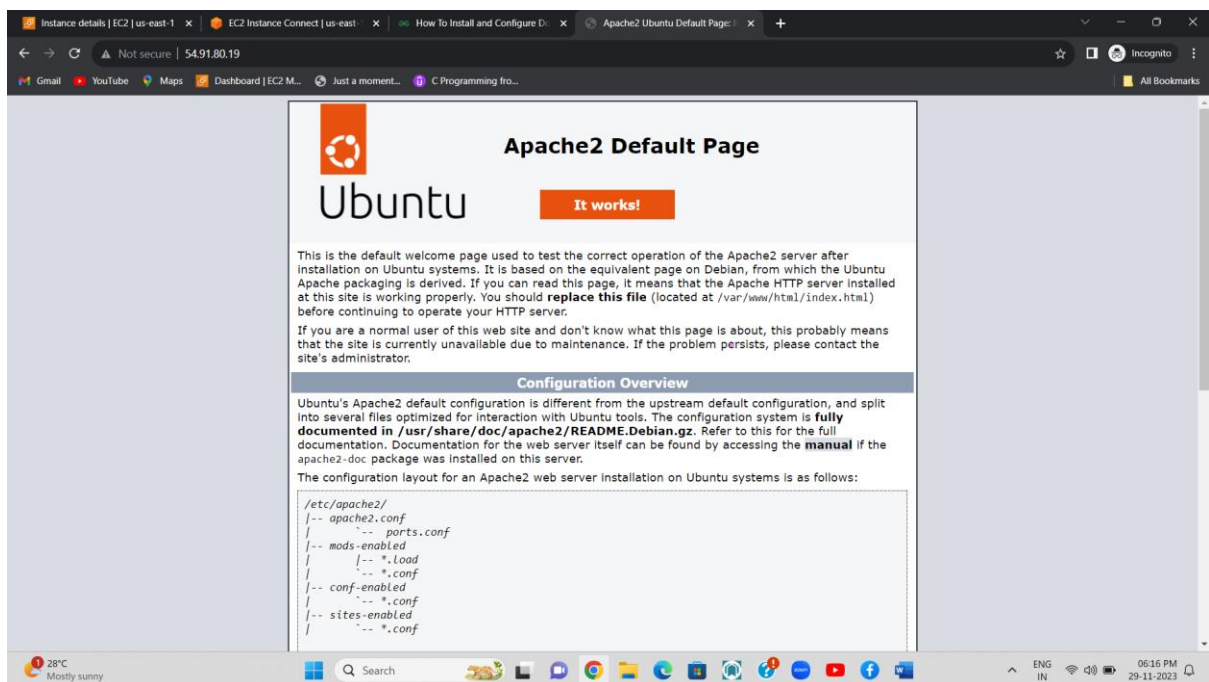 Instance details | EC2 | us-east-1
EC2 Instance Connect | us-east-
How To Install and Configure Do
Apache2 Ubuntu Default Page: I
Not secure | 54.91.80.19
Incognito
Gmail
YouTube
Maps
Dashboard | EC2 M...
Just a moment...
C Programming fro...
All Bookmarks
Ubuntu
Apache2 Default Page
It works!
This is the default welcome page used to test the correct operation of the Apache2 server after
installation on Ubuntu systems. It is based on the equivalent page on Debian, from which the Ubuntu
Apache packaging is derived. If you can read this page, it means that the Apache HTTP server installed
at this site is working properly. You should replace this file (located at /var/www/html/index.html)
before continuing to operate your HTTP server.
If you are a normal user of this web site and don't know what this page is about, this probably means
that the site is currently unavailable due to maintenance. If the problem persists, please contact the
site's administrator.
Configuration Overview
Ubuntu's Apache2 default configuration is different from the upstream default configuration, and split
into several files optimized for interaction with Ubuntu tools. The configuration system is fully
documented in /usr/share/doc/apache2/README.Debian.gz. Refer to this for the full
documentation. Documentation for the web server itself can be found by accessing the manual if the
apache2-doc package was installed on this server.
The configuration layout for an Apache2 web server installation on Ubuntu systems is as follows:
/etc/apache2/
|-- apache2.conf
|       `--  ports.conf
|-- mods-enabled
|       |-- *.load
|       `-- *.conf
|-- conf-enabled
|       `-- *.conf
|-- sites-enabled
|       `-- *.conf
1
28°C
Mostly sunny
Search
ENG
IN
06:16 PM
29-11-2023